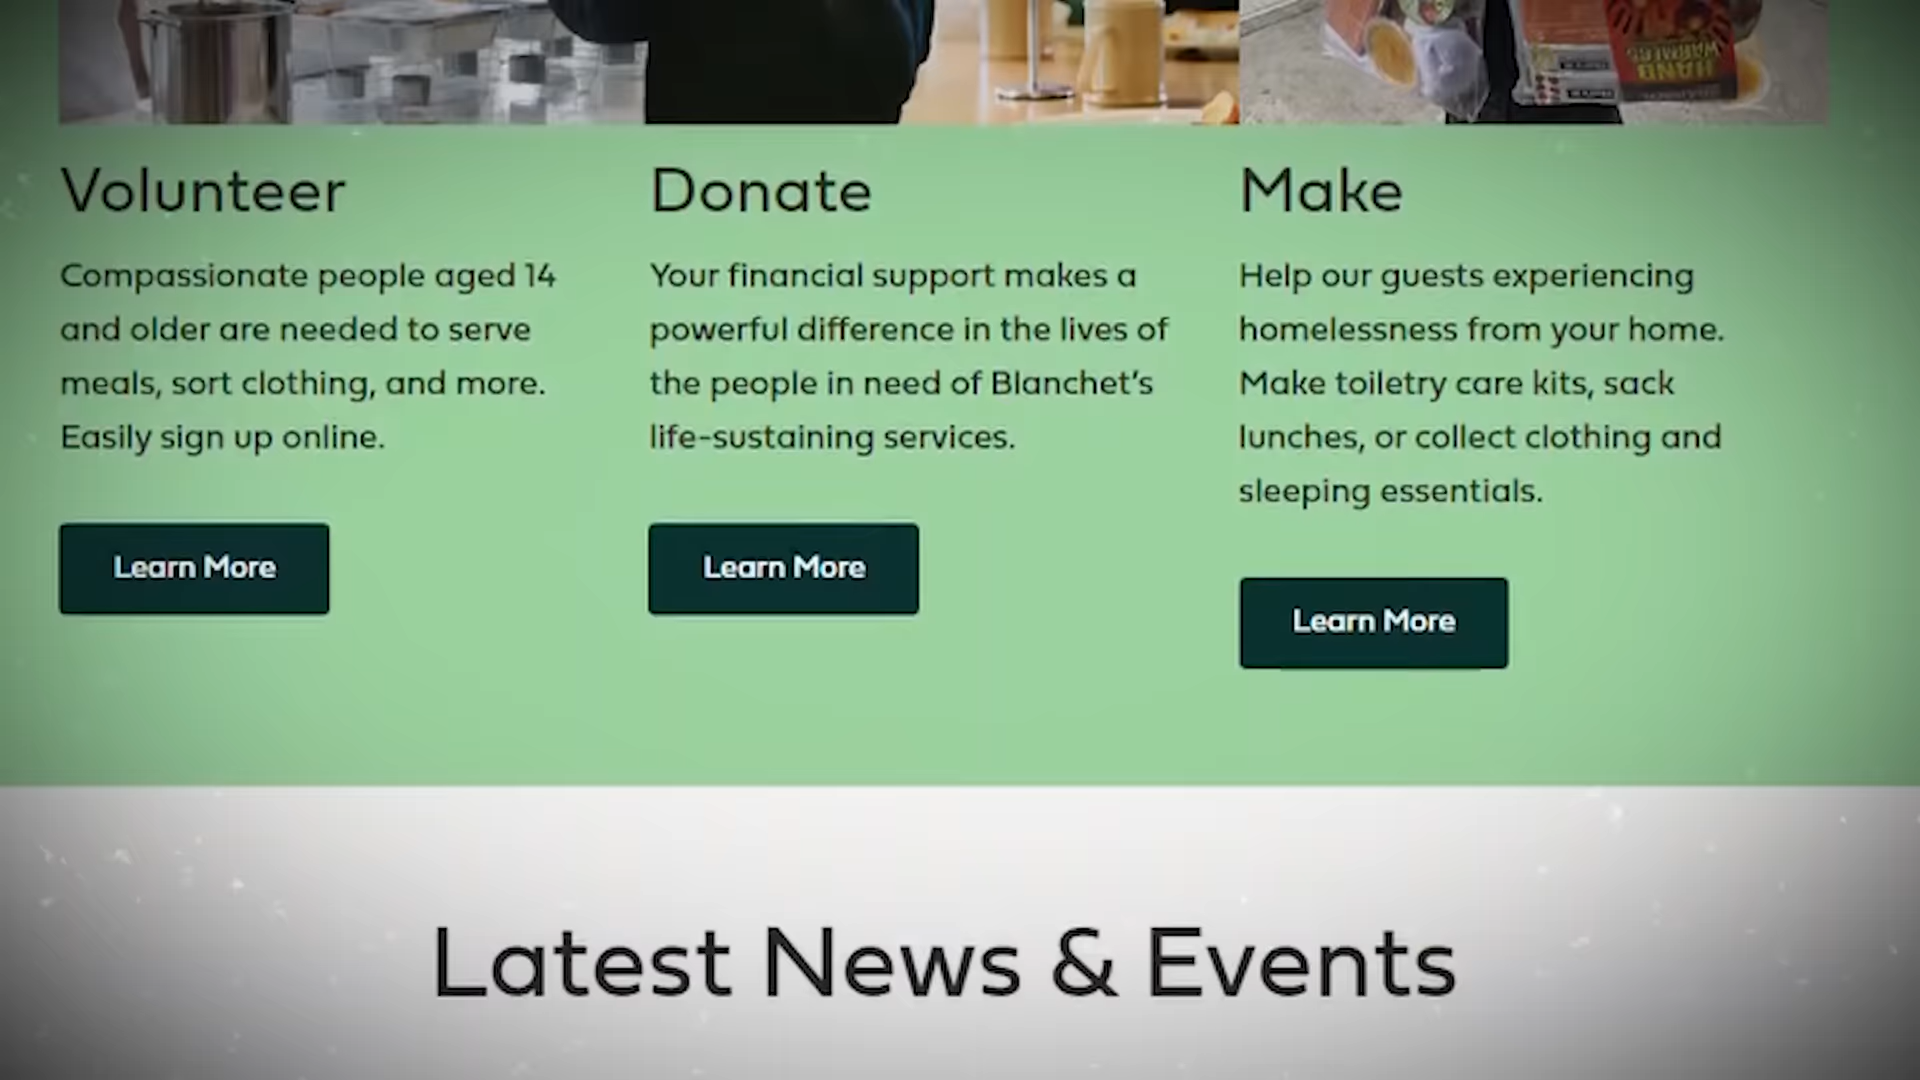 HAND
WARMERS
Volunteer
Compassionate people aged 14
and older are needed to serve
meals, sort clothing, and more.
Easily sign up online.
Learn More
Donate
Your financial support makes a
powerful difference in the lives of
the people in need of Blanchet’s
life-sustaining services.
Learn More
Make
Help our guests experiencing
homelessness from your home.
Make toiletry care kits, sack
lunches, or collect clothing and
sleeping essentials.
Learn More
Latest News & Events